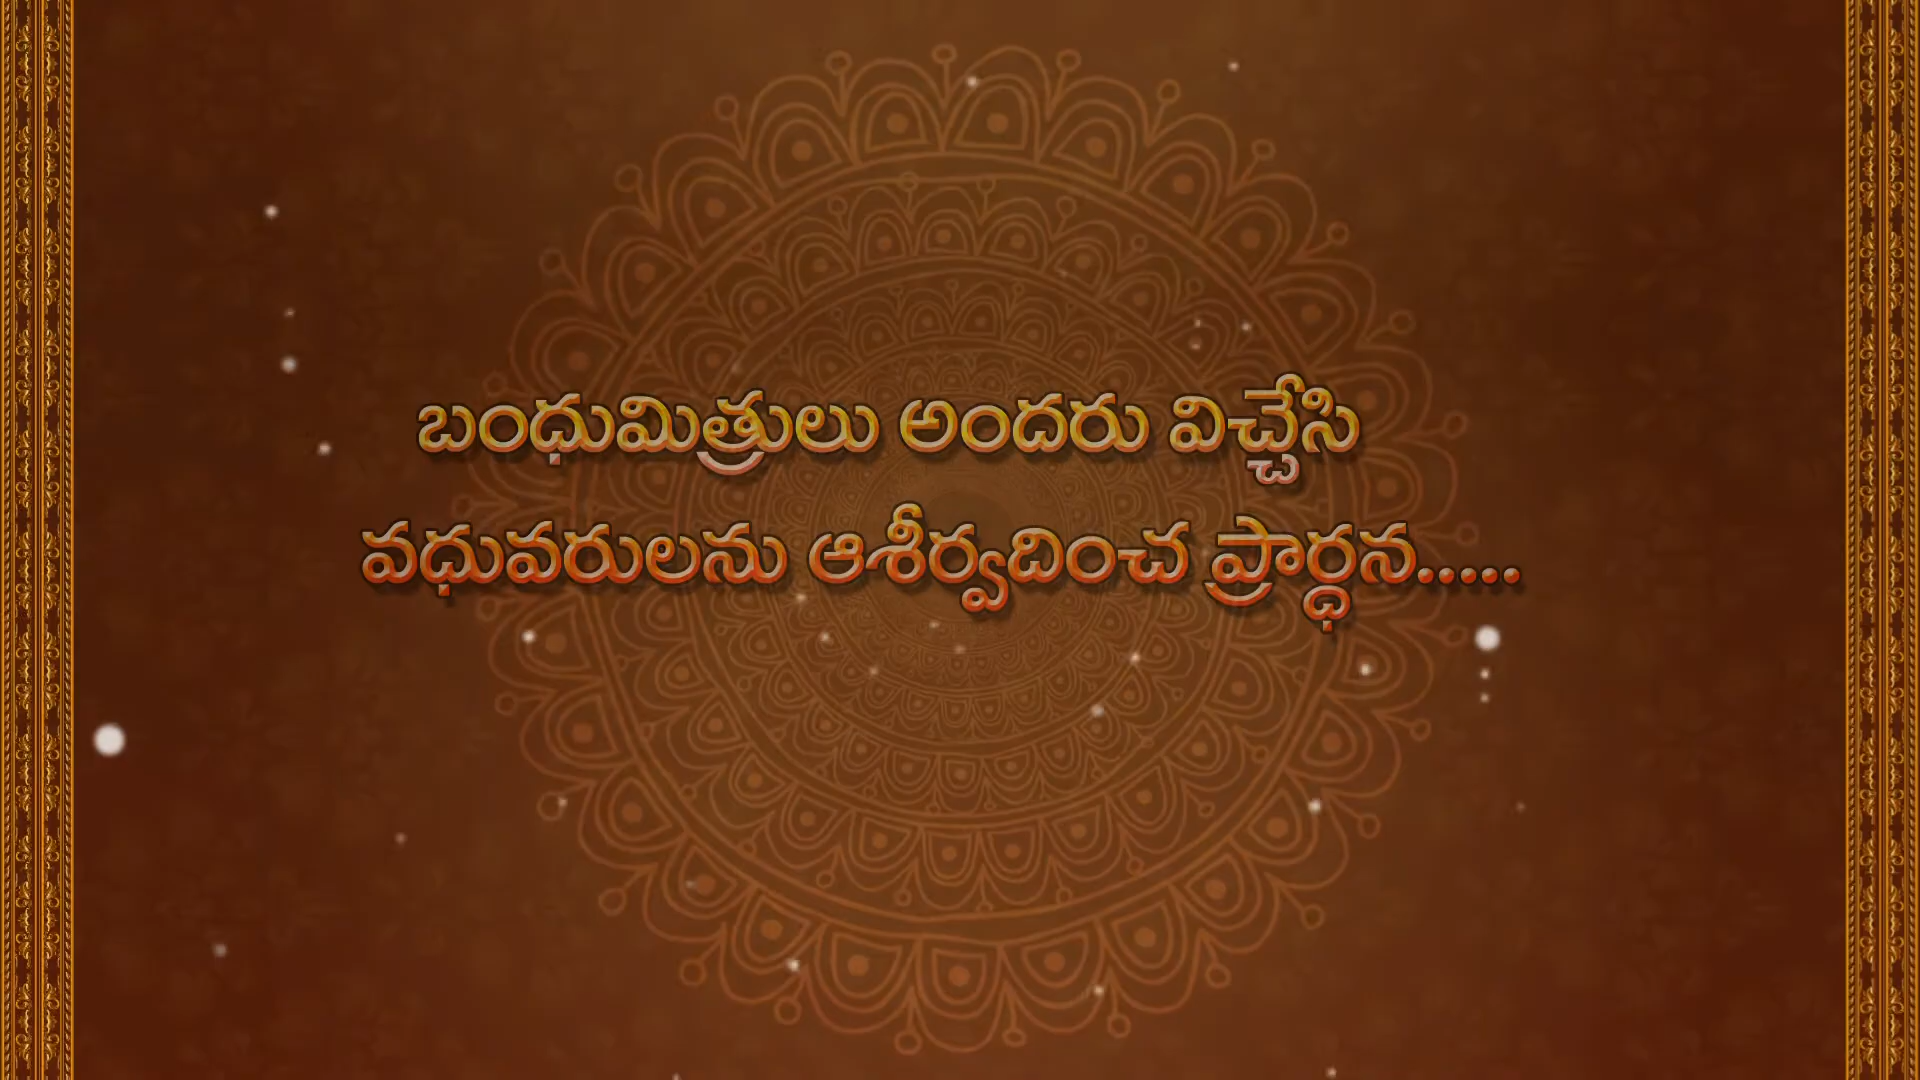 బంధుమిత్రులు అందరు విచ్చేసి
వధువరులను ఆశీర్వదించ ప్రార్ధన.....